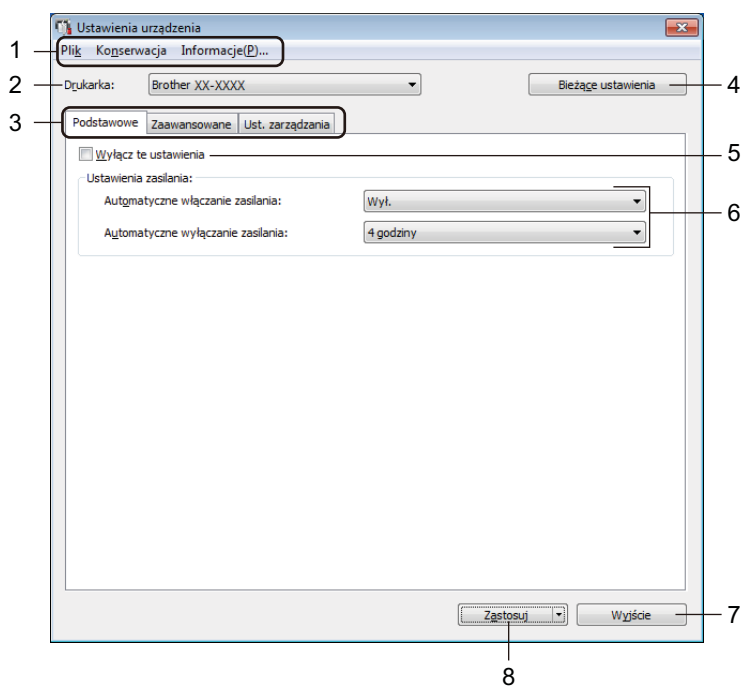 Ustawienia urządzenia
1
Plik Konserwacja Informacje(P)...
2
Drukarka: Brother XX-XXXX
Bieżące ustawienia
4
3
Podstawowe Zaawansowane Ust. zarządzania
Wyłącz te ustawienia
5
Ustawienia zasilania:
Automatyczne włączanie zasilania: Wył.
6
Automatyczne wyłączanie zasilania: 4 godziny
Zastosuj Wyjście
7
8